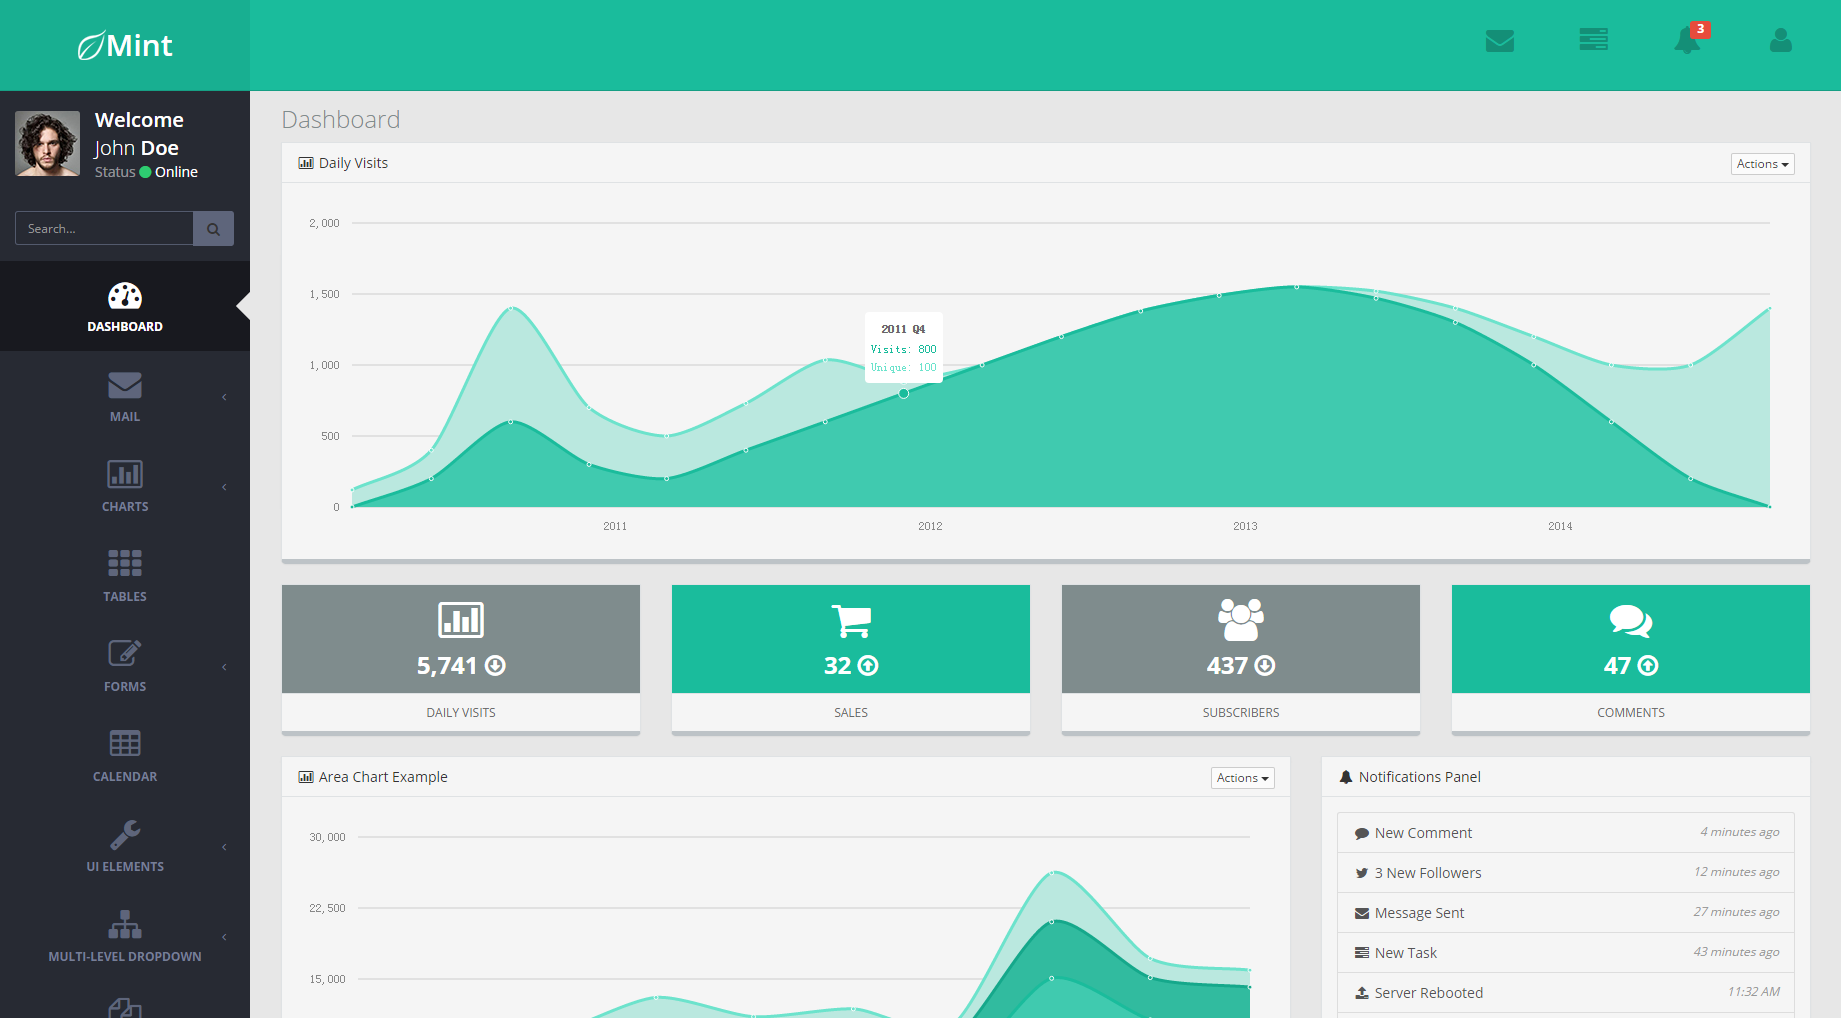 Mint
3
Welcome
John Doe
Status Online
Search...
DASHBOARD
MAIL
CHARTS
TABLES
FORMS
CALENDAR
UI ELEMENTS
MULTI-LEVEL DROPDOWN
Dashboard
Daily Visits
Actions
2,000
1,500
1,000
500
0
2011 Q4
Visits: 800
Unique: 100
2011
2012
2013
2014
5,741
DAILY VISITS
32
SALES
437
SUBSCRIBERS
47
COMMENTS
Area Chart Example
Actions
30,000
22,500
15,000
Notifications Panel
New Comment 4 minutes ago
3 New Followers 12 minutes ago
Message Sent 27 minutes ago
New Task 43 minutes ago
Server Rebooted 11:32 AM